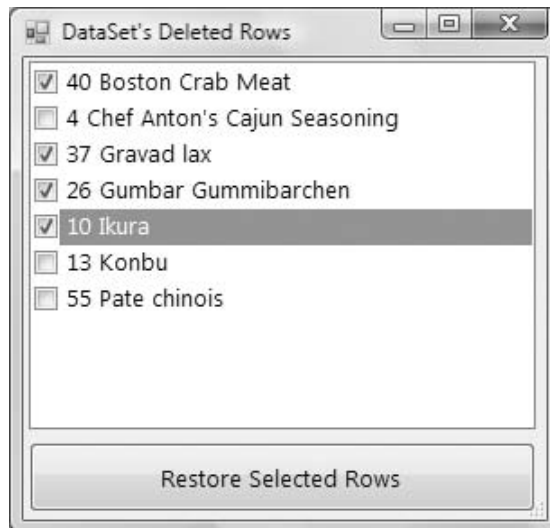 DataSet's Deleted Rows
40 Boston Crab Meat
4 Chef Anton's Cajun Seasoning
37 Gravad lax
26 Gumbar Gummibarchen
10 Ikura
13 Konbu
55 Pate chinois
Restore Selected Rows